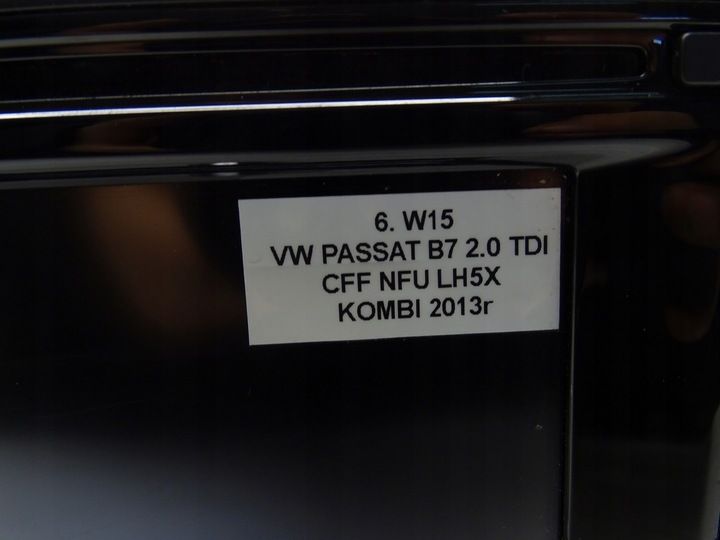 6. W15
VW PASSAT B7 2.0 TDI
CFF NFU LH5X
KOMBI 2013r